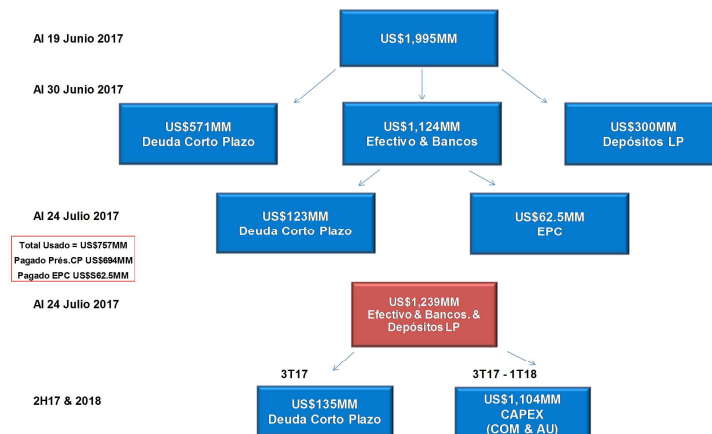 Al 19 Junio 2017
US$1,995MM
Al 30 Junio 2017
US$571MM
Deuda Corto Plazo
US$1,124MM
Efectivo & Bancos
US$300MM
Depósitos LP
Al 24 Julio 2017
US$123MM
Deuda Corto Plazo
US$62.5MM
EPC
Total Usado = US$757MM
Pagado Prés.CP US$694MM
Pagado EPC US$S62.5MM
Al 24 Julio 2017
US$1,239MM
Efectivo & Bancos. &
Depósitos LP
3T17
3T17 - 1T18
2H17 & 2018
US$135MM
Deuda Corto Plazo
US$1,104MM
CAPEX
(COM & AU)